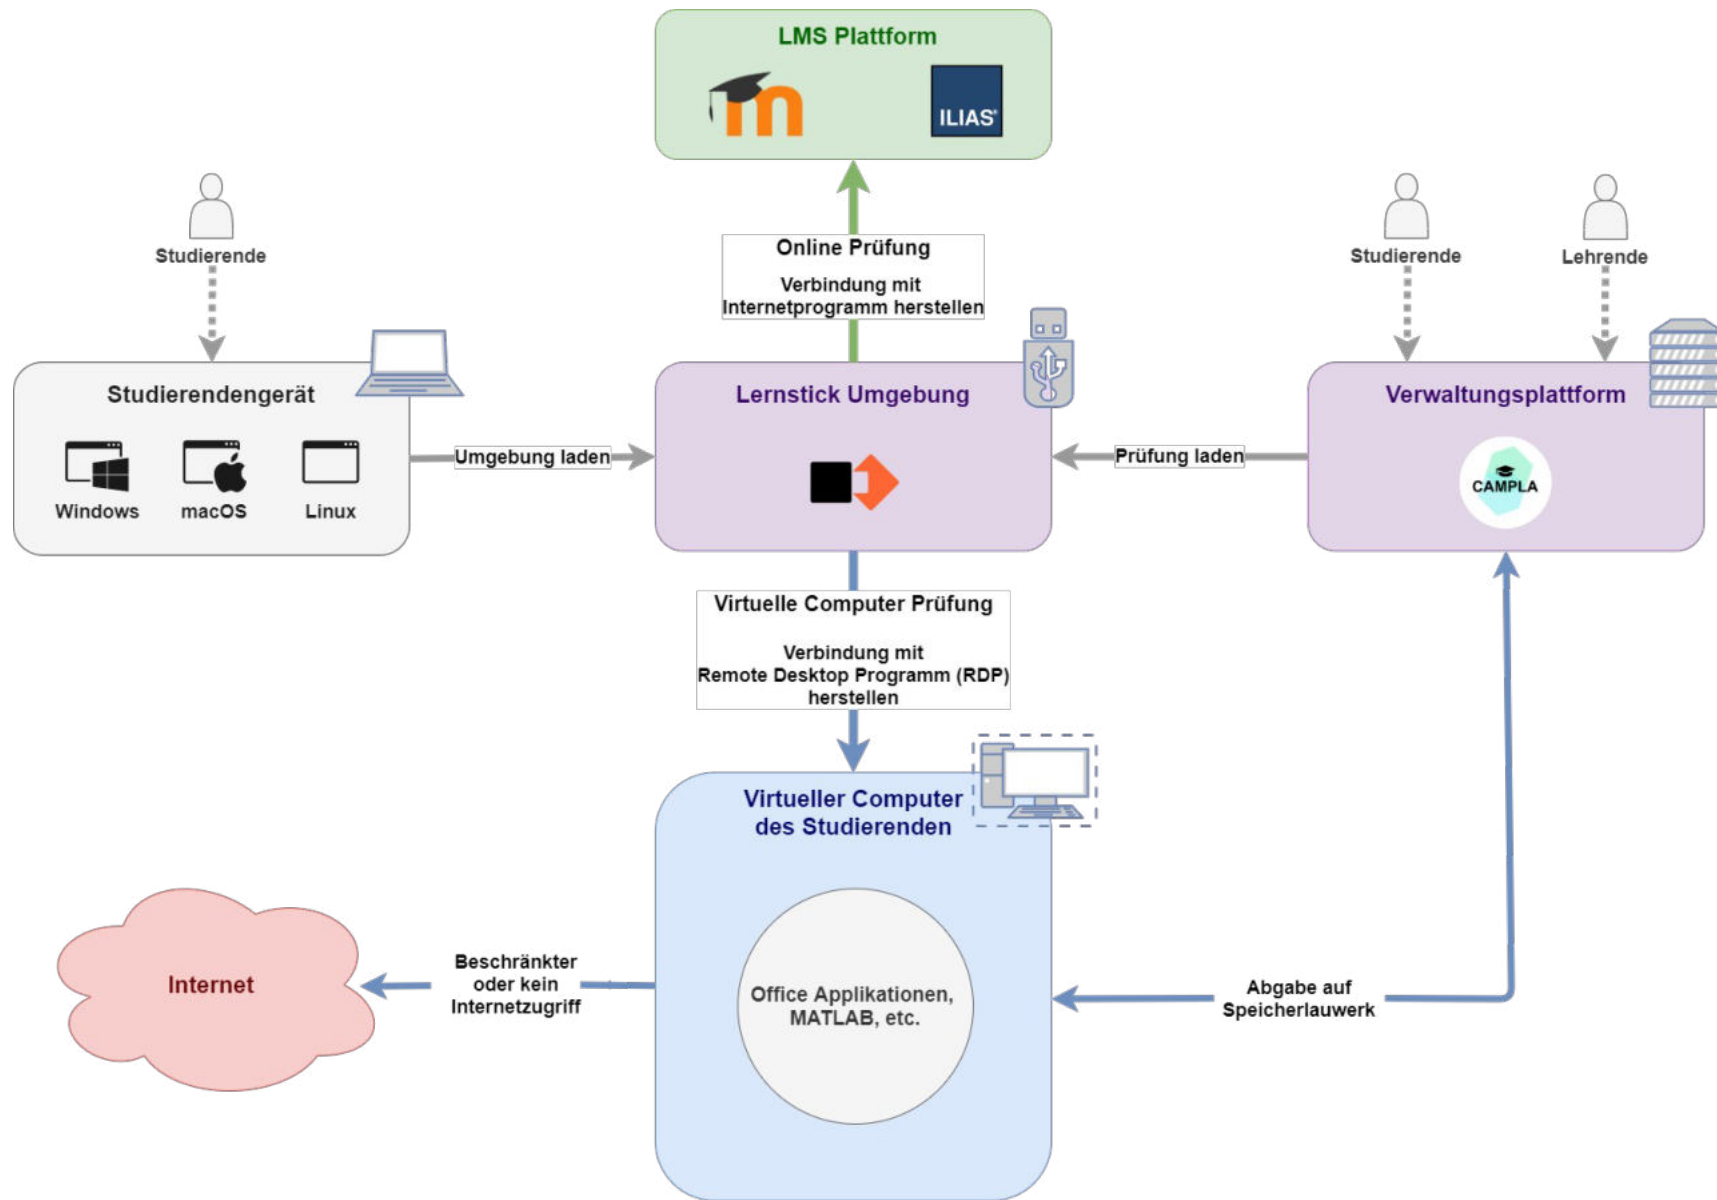 LMS Plattform
m
ILIAS
Studierende
Studierende
Lehrende
Online Prüfung
Verbindung mit
Internetprogramm herstellen
Studierendengerät
Windows
macOS
Linux
Umgebung laden
Lernstick Umgebung
Prüfung laden
Verwaltungsplattform
CAMPLA
Virtuelle Computer Prüfung
Verbindung mit
Remote Desktop Programm (RDP)
herstellen
Virtueller Computer
des Studierenden
Office Applikationen,
MATLAB, etc.
Internet
Beschränkter
oder kein
Internetzugriff
Abgabe auf
Speicherlauwerk